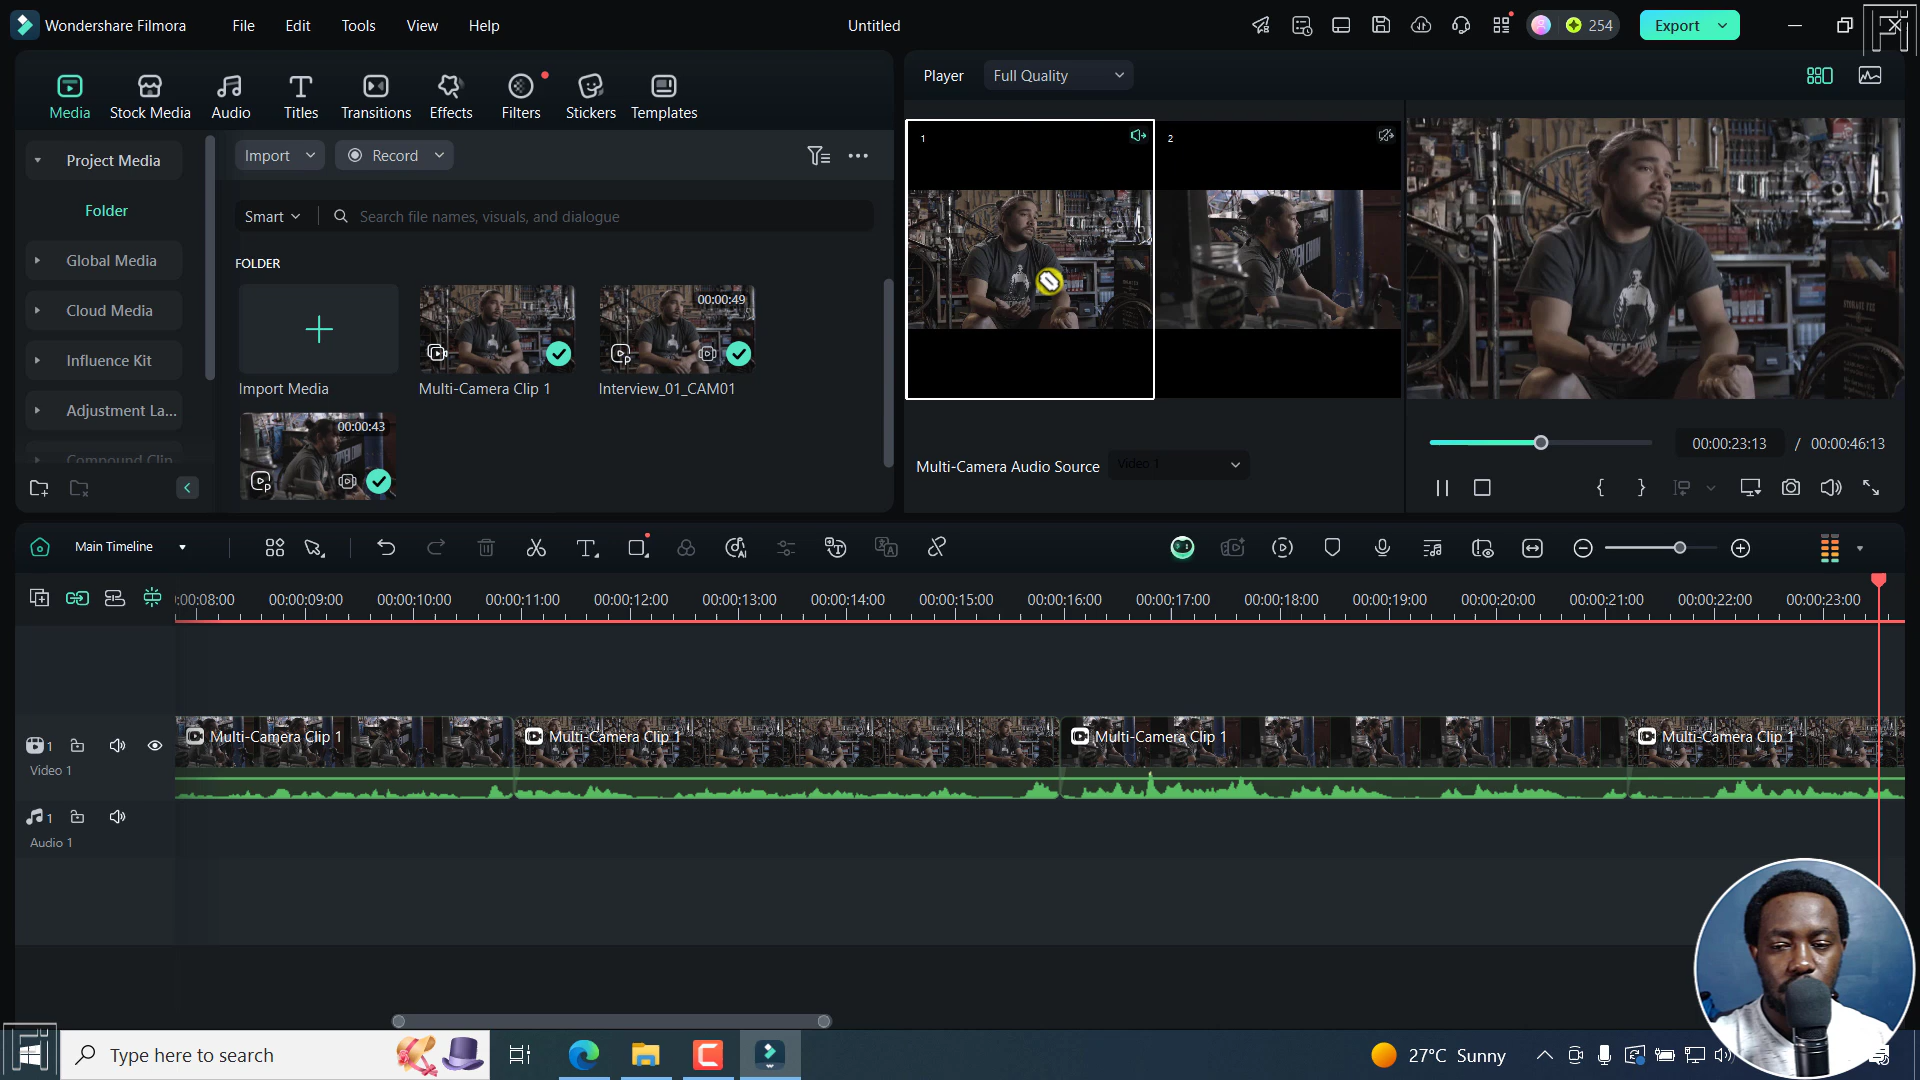 Wondershare Filmora File Edit Tools View Help Untitled 254 Export
Media Stock Media Audio Titles Transitions Effects Filters Stickers Templates
Player Full Quality
Project Media
Folder
Global Media
Cloud Media
Influence Kit
Adjustment La...
Compound Clip
Import Record
Smart Search file names, visuals, and dialogue
FOLDER
Import Media
Multi-Camera Clip 1
00:00:49
Interview_01_CAM01
00:00:43
1
2
Multi-Camera Audio Source Video 1
00:00:23:13 / 00:00:46:13
Main Timeline
:00:08:00 00:00:09:00 00:00:10:00 00:00:11:00 00:00:12:00 00:00:13:00 00:00:14:00 00:00:15:00 00:00:16:00 00:00:17:00 00:00:18:00 00:00:19:00 00:00:20:00 00:00:21:00 00:00:22:00 00:00:23:00
1
Video 1
Multi-Camera Clip 1 Multi-Camera Clip 1 Multi-Camera Clip 1 Multi-Camera Clip 1
1
Audio 1
Type here to search
27°C Sunny